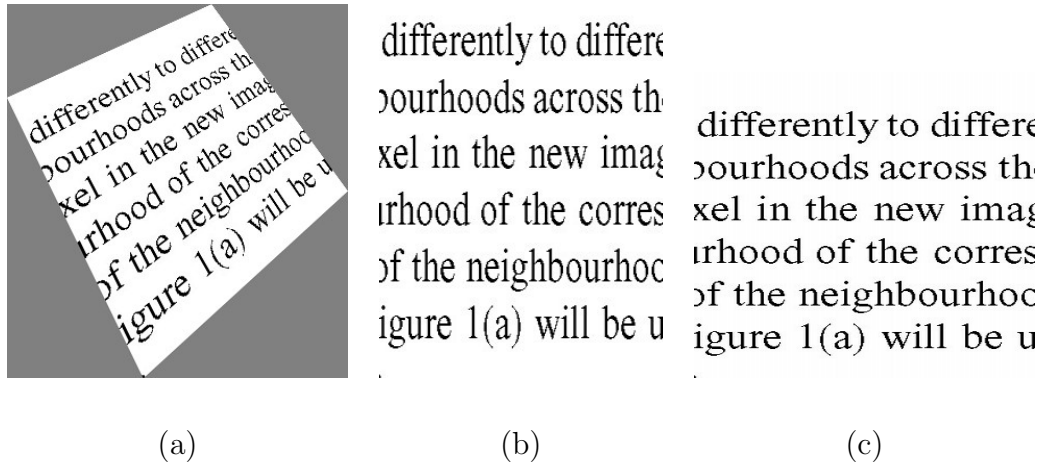 differently to differe
bourhoods across th
xel in the new imag
urhood of the corres
of the neighbourhoo
igure 1(a) will be u
(a)
differently to differe
bourhoods across th
xel in the new imag
urhood of the corres
of the neighbourhoo
igure 1(a) will be u
(b)
differently to differe
bourhoods across th
xel in the new imag
urhood of the corres
of the neighbourhoo
igure 1(a) will be u
(c)